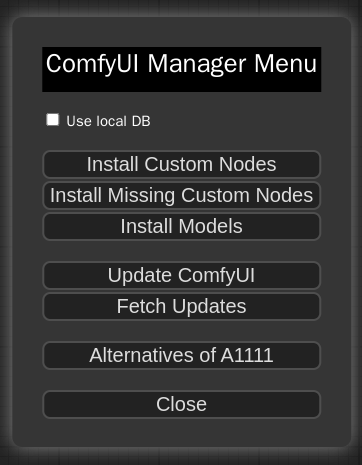 ComfyUI Manager Menu
Use local DB
Install Custom Nodes
Install Missing Custom Nodes
Install Models
Update ComfyUI
Fetch Updates
Alternatives of A1111
Close